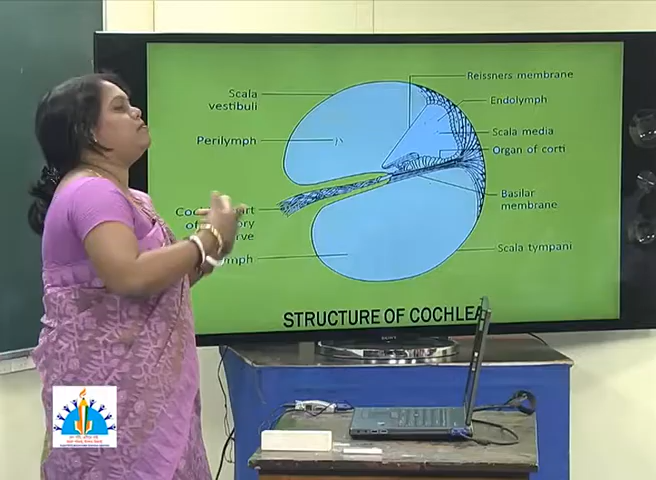 Scala
vestibuli
Reissners membrane
Endolymph
Perilymph
Scala media
Organ of corti
Basilar
membrane
Scala Tympani
STRUCTURE OF COCHLEA
SONY